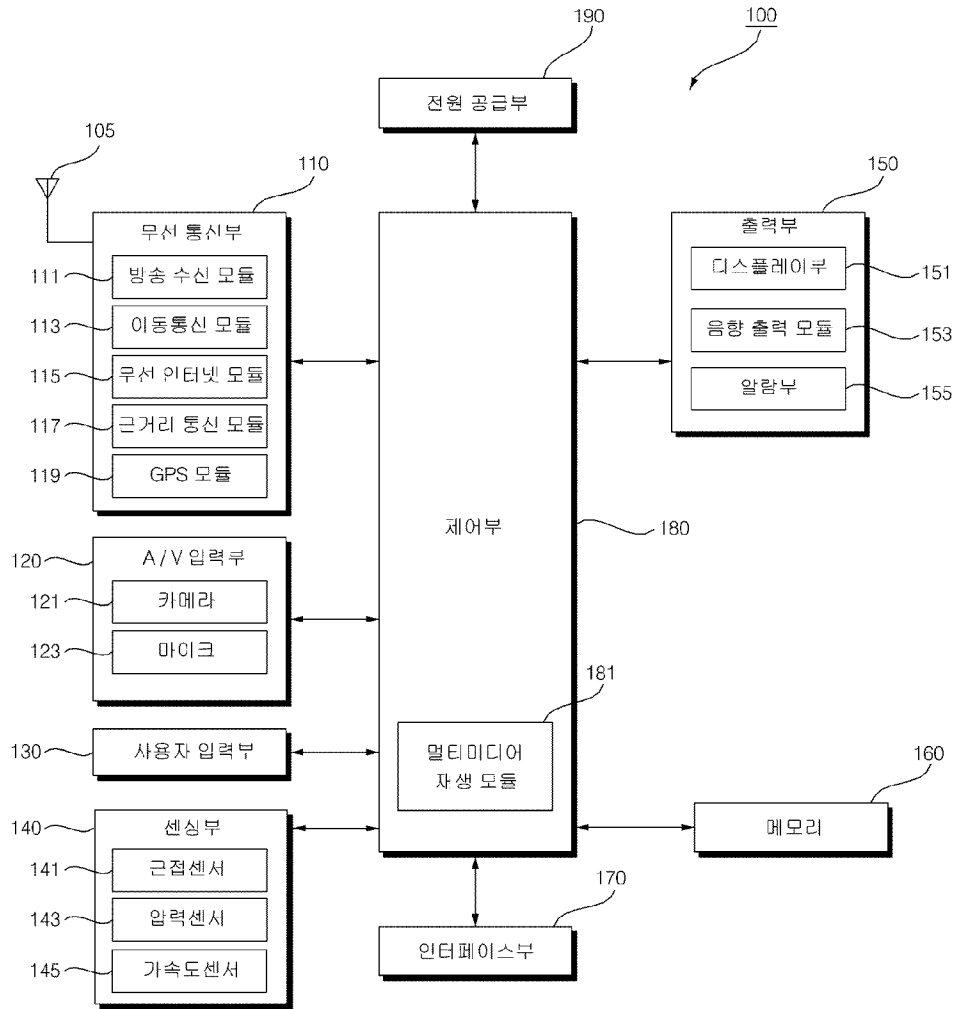 190
100
전원 공급부
105
110
150
무선 통신부
출력부
111
방송 수신 모듈
디스플레이부
151
113
이동통신 모듈
음향 출력 모듈
153
115
무선 인터넷 모듈
알람부
155
117
근거리 통신 모듈
119
GPS 모듈
제어부
180
120
A/V 입력부
121
카메라
123
마이크
181
130
사용자 입력부
멀티미디어
재생 모듈
160
140
센싱부
메모리
141
근접센서
170
143
압력센서
인터페이스부
145
가속도센서